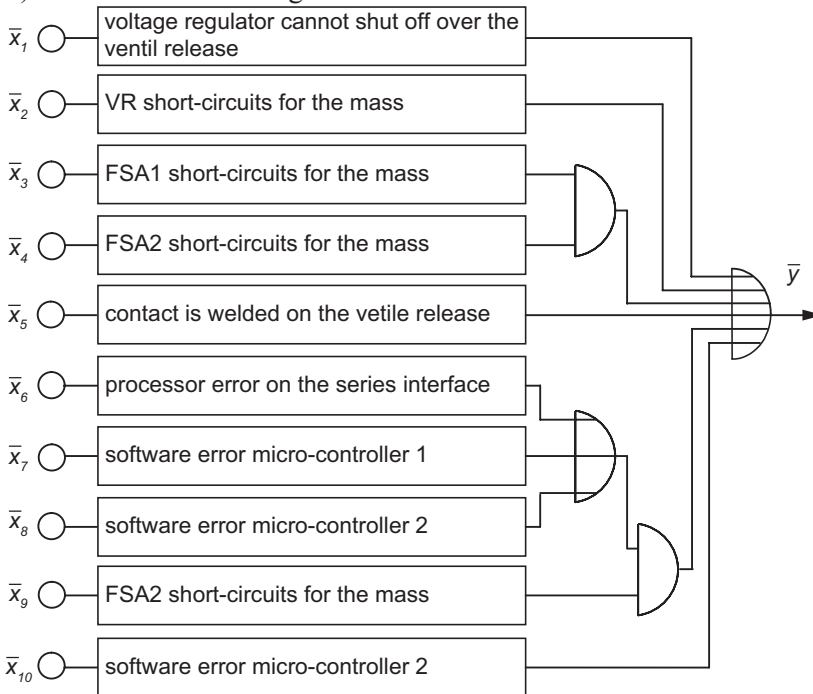 x̄1 voltage regulator cannot shut off over the
ventil release
x̄2 VR short-circuits for the mass
x̄3 FSA1 short-circuits for the mass
x̄4 FSA2 short-circuits for the mass
x̄5 contact is welded on the vetile release
ȳ
x̄6 processor error on the series interface
x̄7 software error micro-controller 1
x̄8 software error micro-controller 2
x̄9 FSA2 short-circuits for the mass
x̄10 software error micro-controller 2